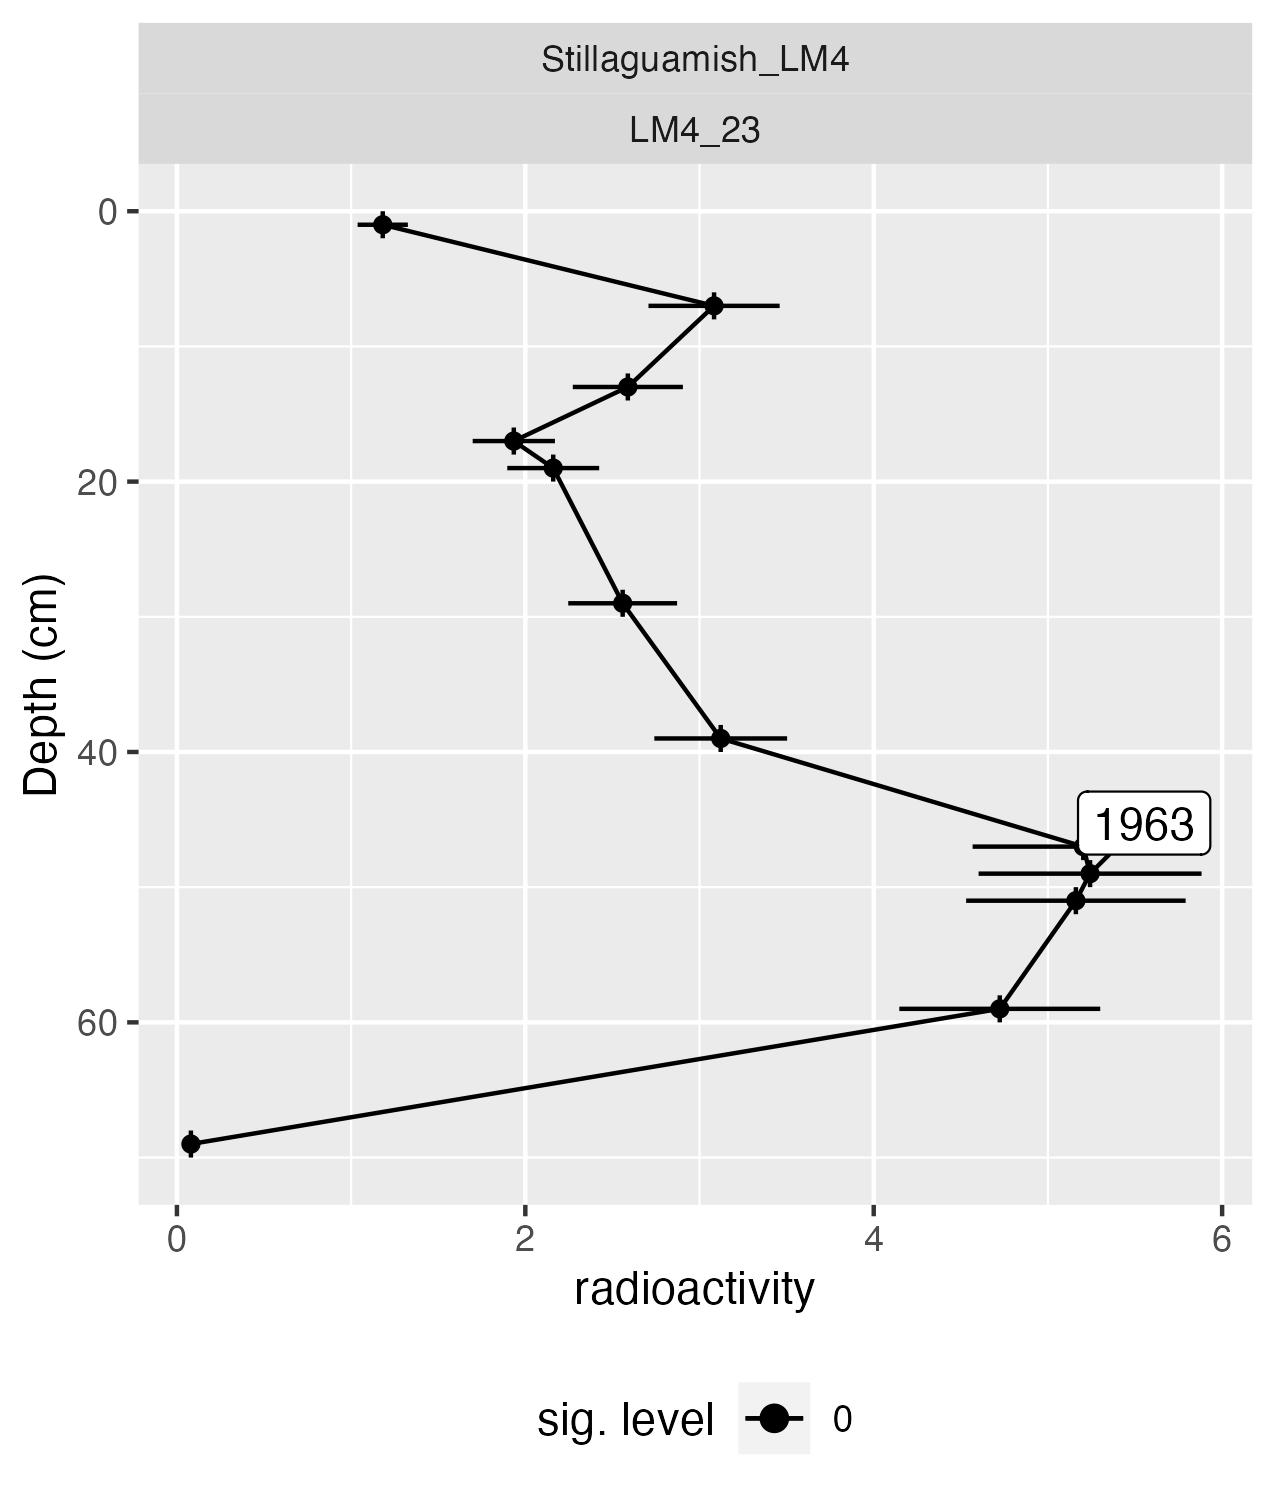 Stillaguamish_LM4
LM4_23
0
20
40
60
Depth (cm)
1963
0 2 4 6
radioactivity
sig. level 0